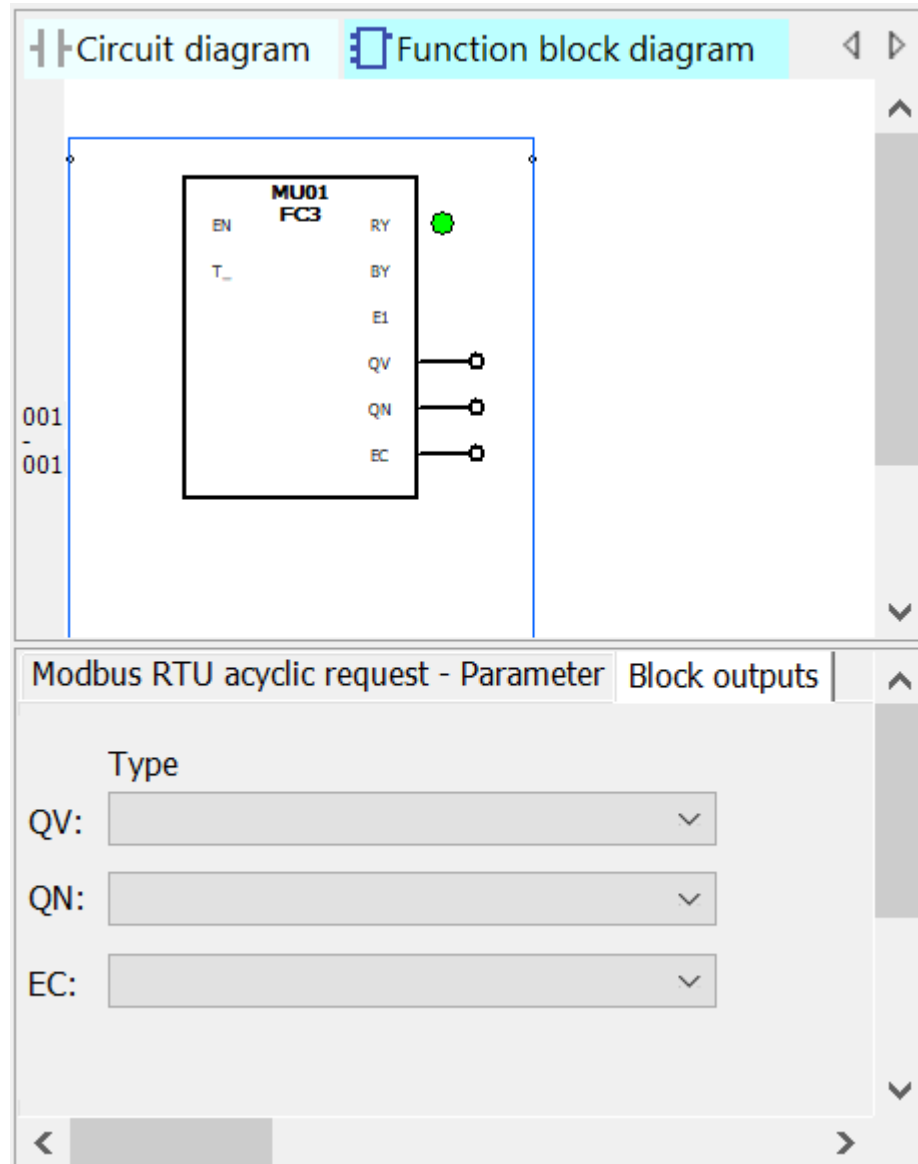 Circuit diagram Function block diagram
MU01
FC3
EN RY
T_ BY
E1
QV
QN
EC
001
-
001
Modbus RTU acyclic request - Parameter Block outputs
Type
QV:
QN:
EC: